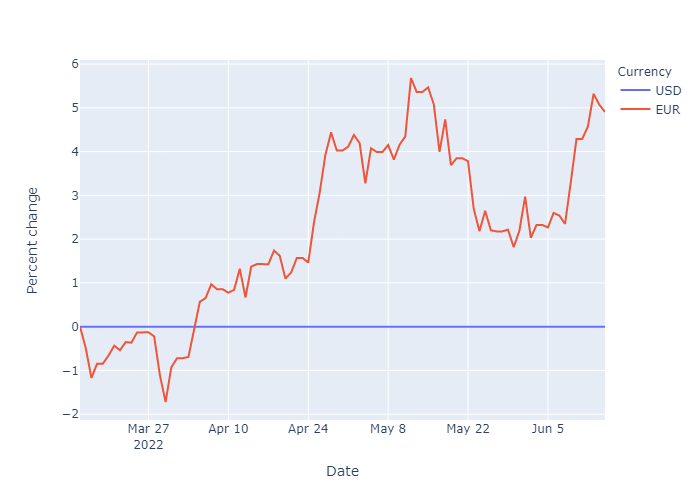 6
5
4
3
2
1
0
−1
−2
Percent change
Mar 27
2022
Apr 10
Apr 24
May 8
May 22
Jun 5
Date
Currency
USD
EUR